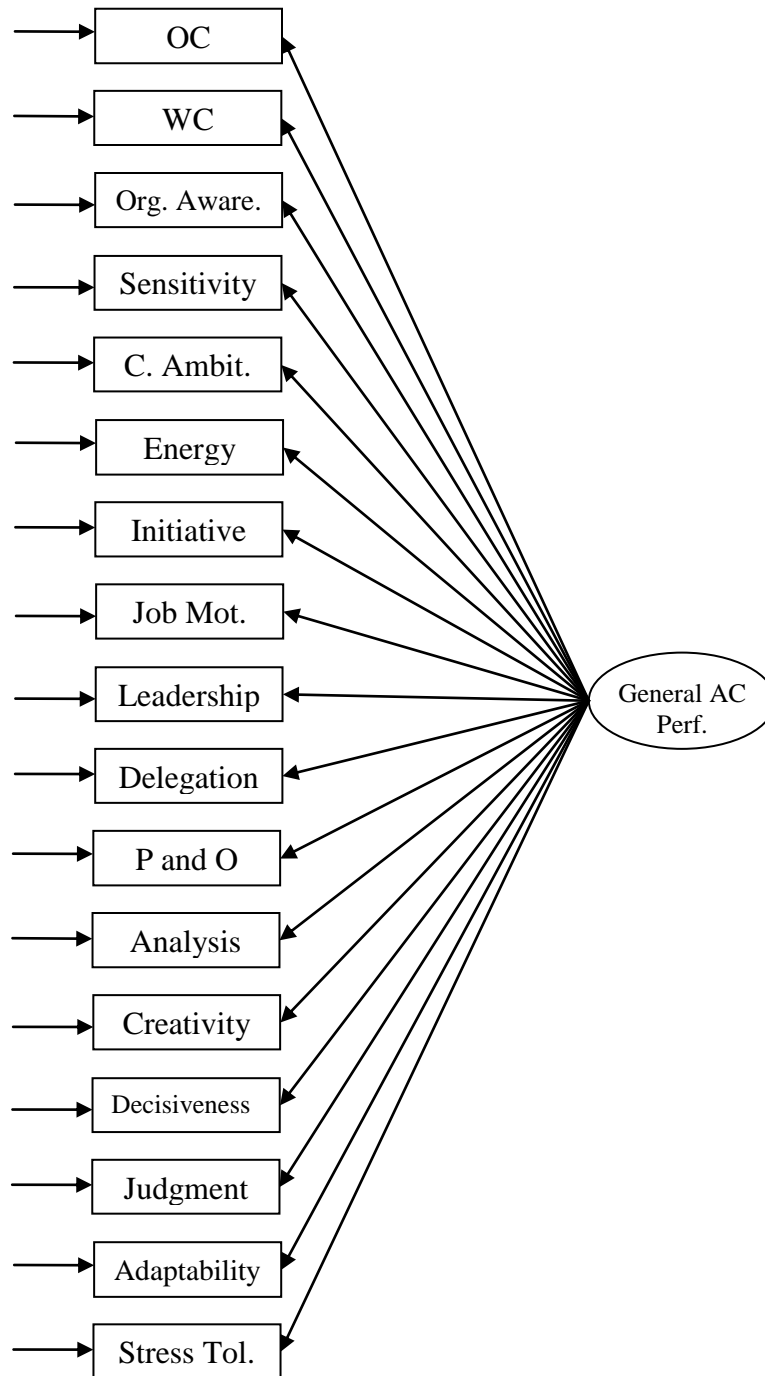 OC
WC
Org. Aware.
Sensitivity
C. Ambit.
Energy
Initiative
Job Mot.
Leadership
Delegation
P and O
Analysis
Creativity
Decisiveness
Judgment
Adaptability
Stress Tol.
General AC
Perf.